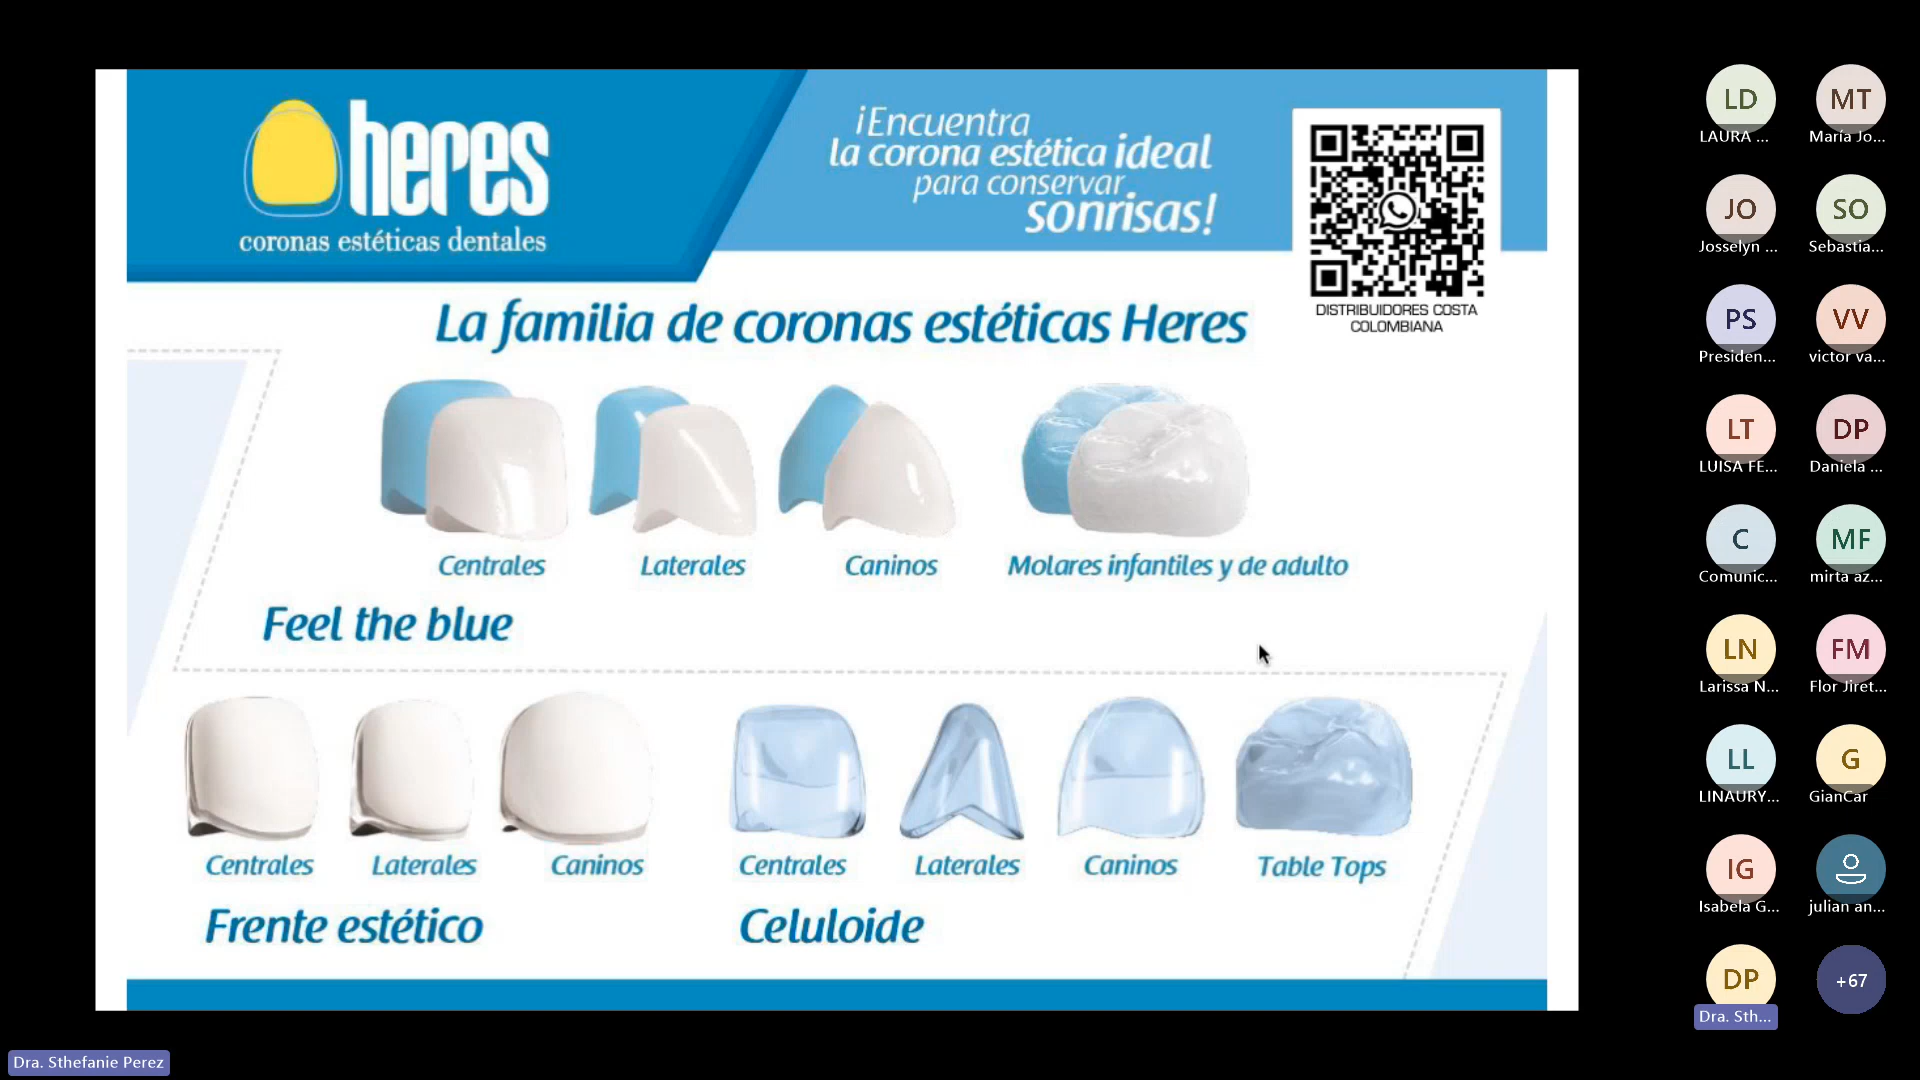 heres
coronas estéticas dentales
¡Encuentra
la corona estética ideal
para conservar
sonrisas!
DISTRIBUIDORES COSTA
COLOMBIANA
La familia de coronas estéticas Heres
Centrales
Laterales
Caninos
Molares infantiles y de adulto
Feel the blue
Centrales
Laterales
Caninos
Centrales
Laterales
Caninos
Table Tops
Frente estético
Celuloide
LD
LAURA ...
MT
María Jo...
JO
Josselyn ...
SO
Sebastia...
PS
Presiden...
VV
victor va...
LT
LUISA FE...
DP
Daniela ...
C
Comunic...
MF
mirta az...
LN
Larissa N...
FM
Flor Jiret...
LL
LINAURY...
G
GianCar
IG
Isabela G...
julian an...
DP
Dra. Sth...
+67
Dra. Sthefanie Perez